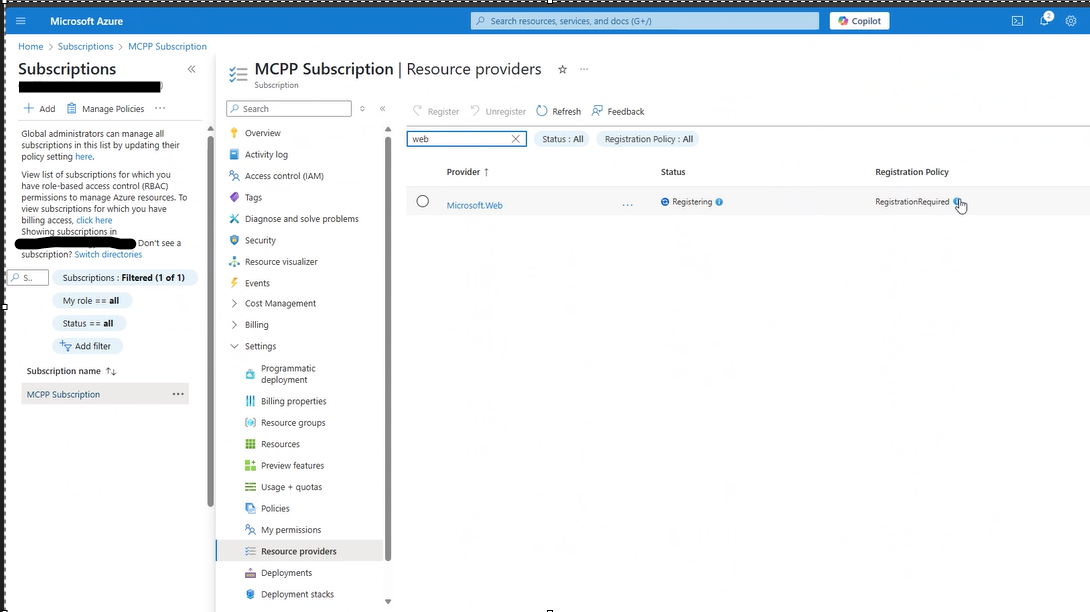 Microsoft Azure
Search resources, services, and docs (G+/)
Copilot
2
Home > Subscriptions > MCPP Subscription
Subscriptions
Add
Manage Policies
Global administrators can manage all
subscriptions in this list by updating their
policy setting here.
View list of subscriptions for which you
have role-based access control (RBAC)
permissions to manage Azure resources. To
view subscriptions for which you have
billing access, click here
Showing subscriptions in
Don't see a
subscription? Switch directories
S..
Subscriptions : Filtered (1 of 1)
My role == all
Status == all
Add filter
Subscription name
MCPP Subscription
MCPP Subscription | Resource providers
Subscription
Search
Overview
Activity log
Access control (IAM)
Tags
Diagnose and solve problems
Security
Resource visualizer
Events
Cost Management
Billing
Settings
Programmatic
deployment
Billing properties
Resource groups
Resources
Preview features
Usage + quotas
Policies
My permissions
Resource providers
Deployments
Deployment stacks
Register
Unregister
Refresh
Feedback
web
Status : All
Registration Policy : All
Provider ↑
Status
Registration Policy
Microsoft.Web
Registering
RegistrationRequired